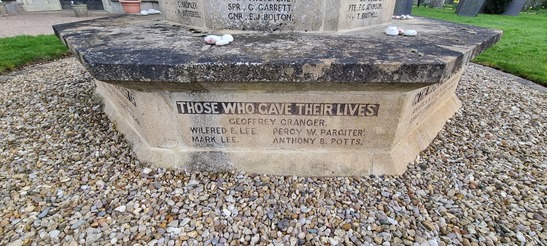 SPR. C. GARRETT.
GNR. E.J. BOLTON.
T. BOLTON.
THOSE WHO GAVE THEIR LIVES
GEOFFREY GRANGER.
WILFRED E. LEE. PERCY W. PARGITER.
MARK LEE. ANTHONY B. POTTS.